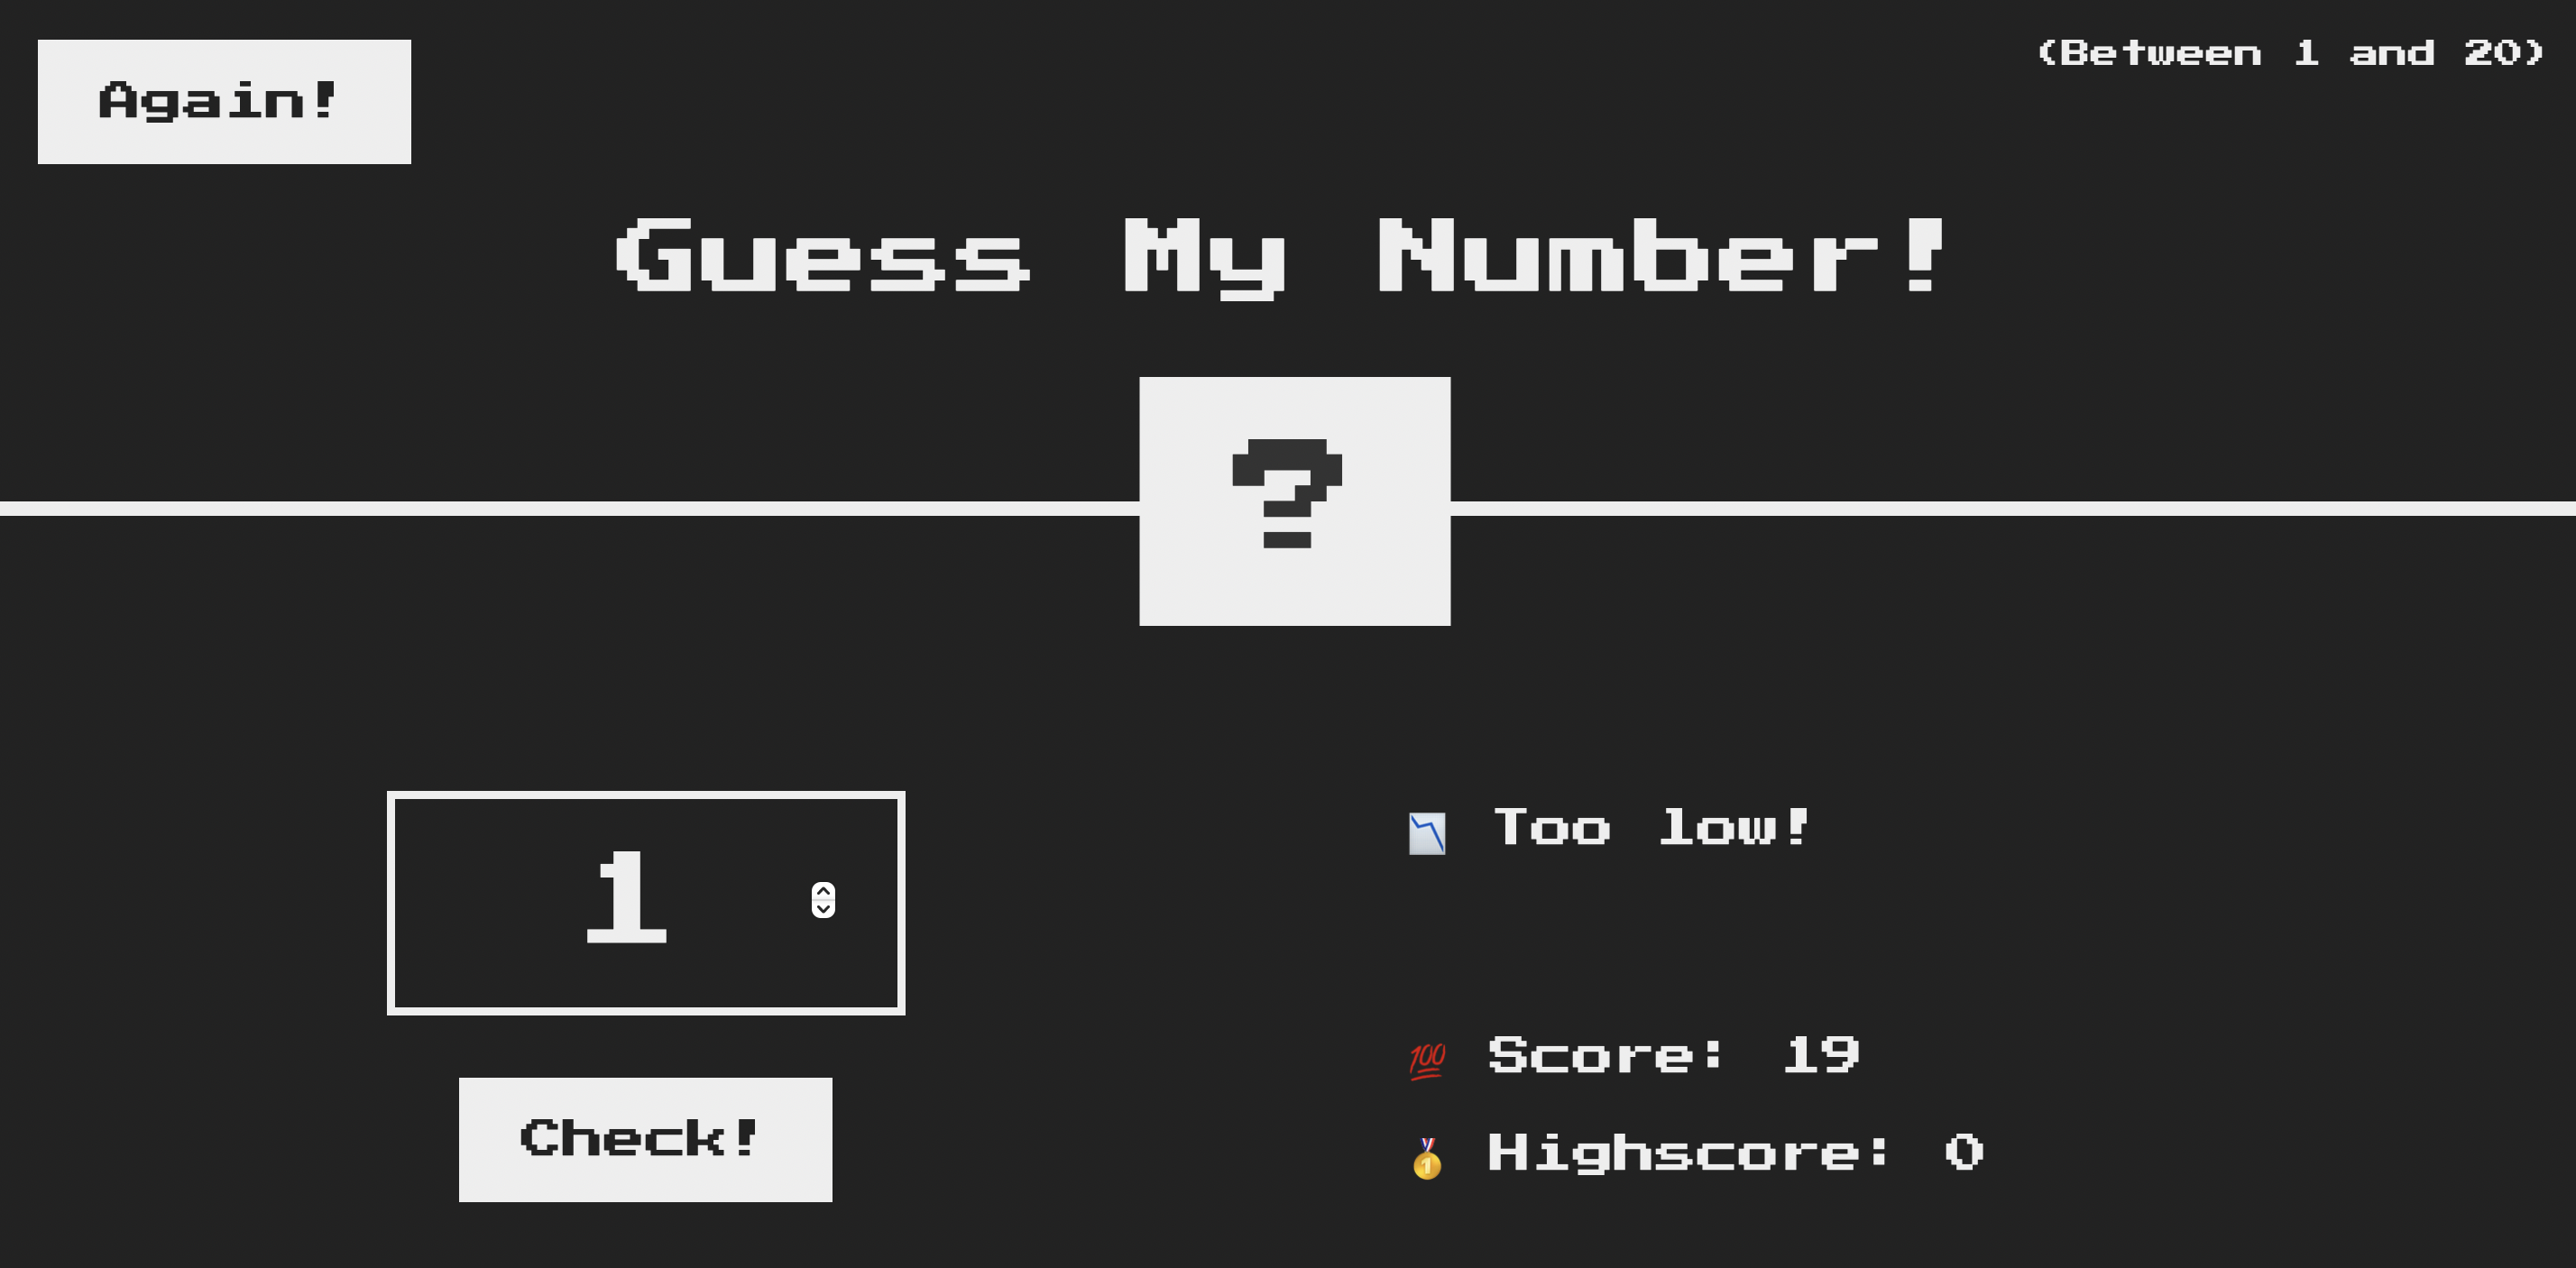 Again!
(Between 1 and 20)
Guess My Number!
?
1
📉 Too low!
Check!
💯 Score: 19
🥇 Highscore: 0